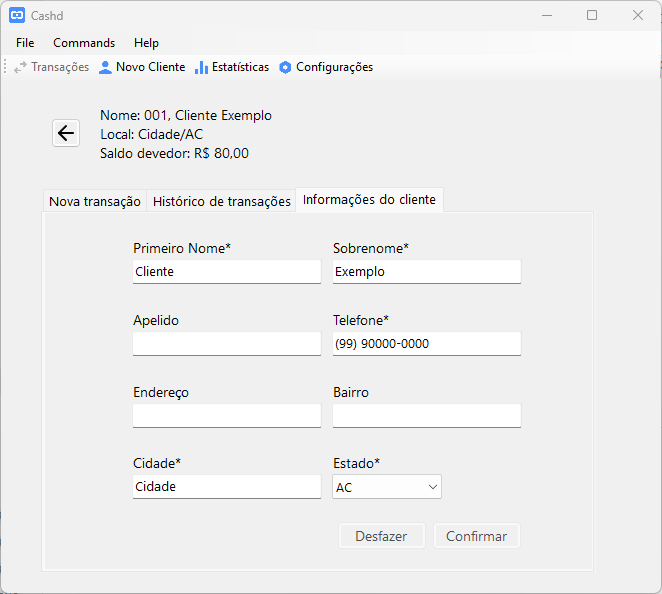 Cashd
File Commands Help
Transações Novo Cliente Estatísticas Configurações
Nome: 001, Cliente Exemplo
Local: Cidade/AC
Saldo devedor: R$ 80,00
Nova transação Histórico de transações Informações do cliente
Primeiro Nome* Sobrenome*
Cliente Exemplo
Apelido Telefone*
(99) 90000-0000
Endereço Bairro
Cidade* Estado*
Cidade AC
Desfazer Confirmar